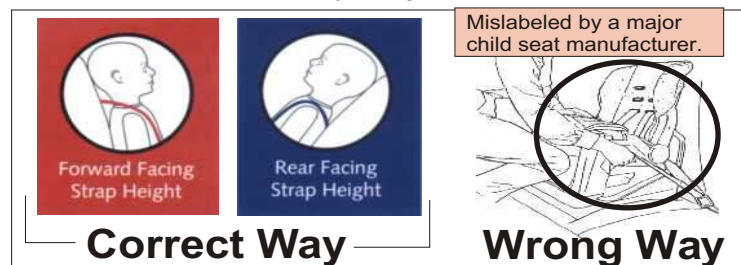 Mislabeled by a major
child seat manufacturer.
Forward Facing
Strap Height
Rear Facing
Strap Height
Correct Way
Wrong Way